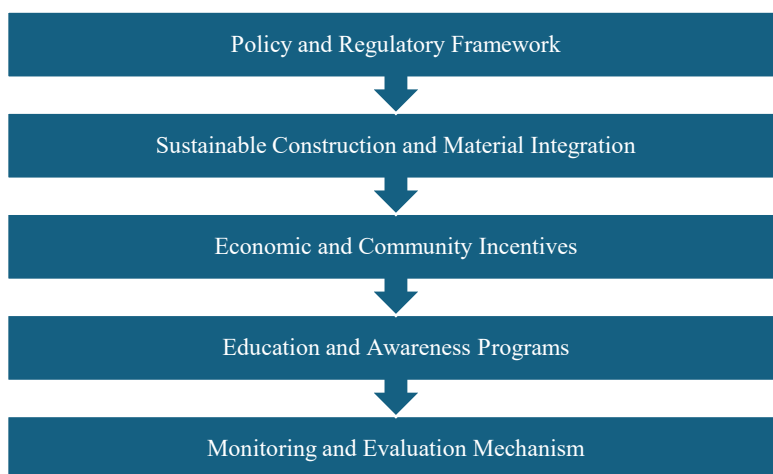 Policy and Regulatory Framework
Sustainable Construction and Material Integration
Economic and Community Incentives
Education and Awareness Programs
Monitoring and Evaluation Mechanism